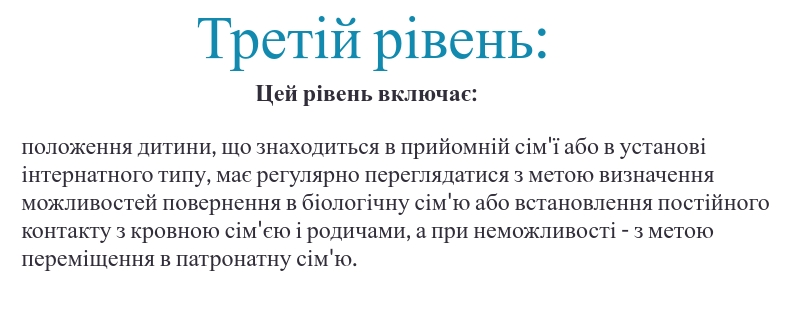 Третій рівень:
Цей рівень включає:
положення дитини, що знаходиться в прийомній сім'ї або в установі
інтернатного типу, має регулярно переглядатися з метою визначення
можливостей повернення в біологічну сім'ю або встановлення постійного
контакту з кровною сім'єю і родичами, а при неможливості - з метою
переміщення в патронатну сім'ю.